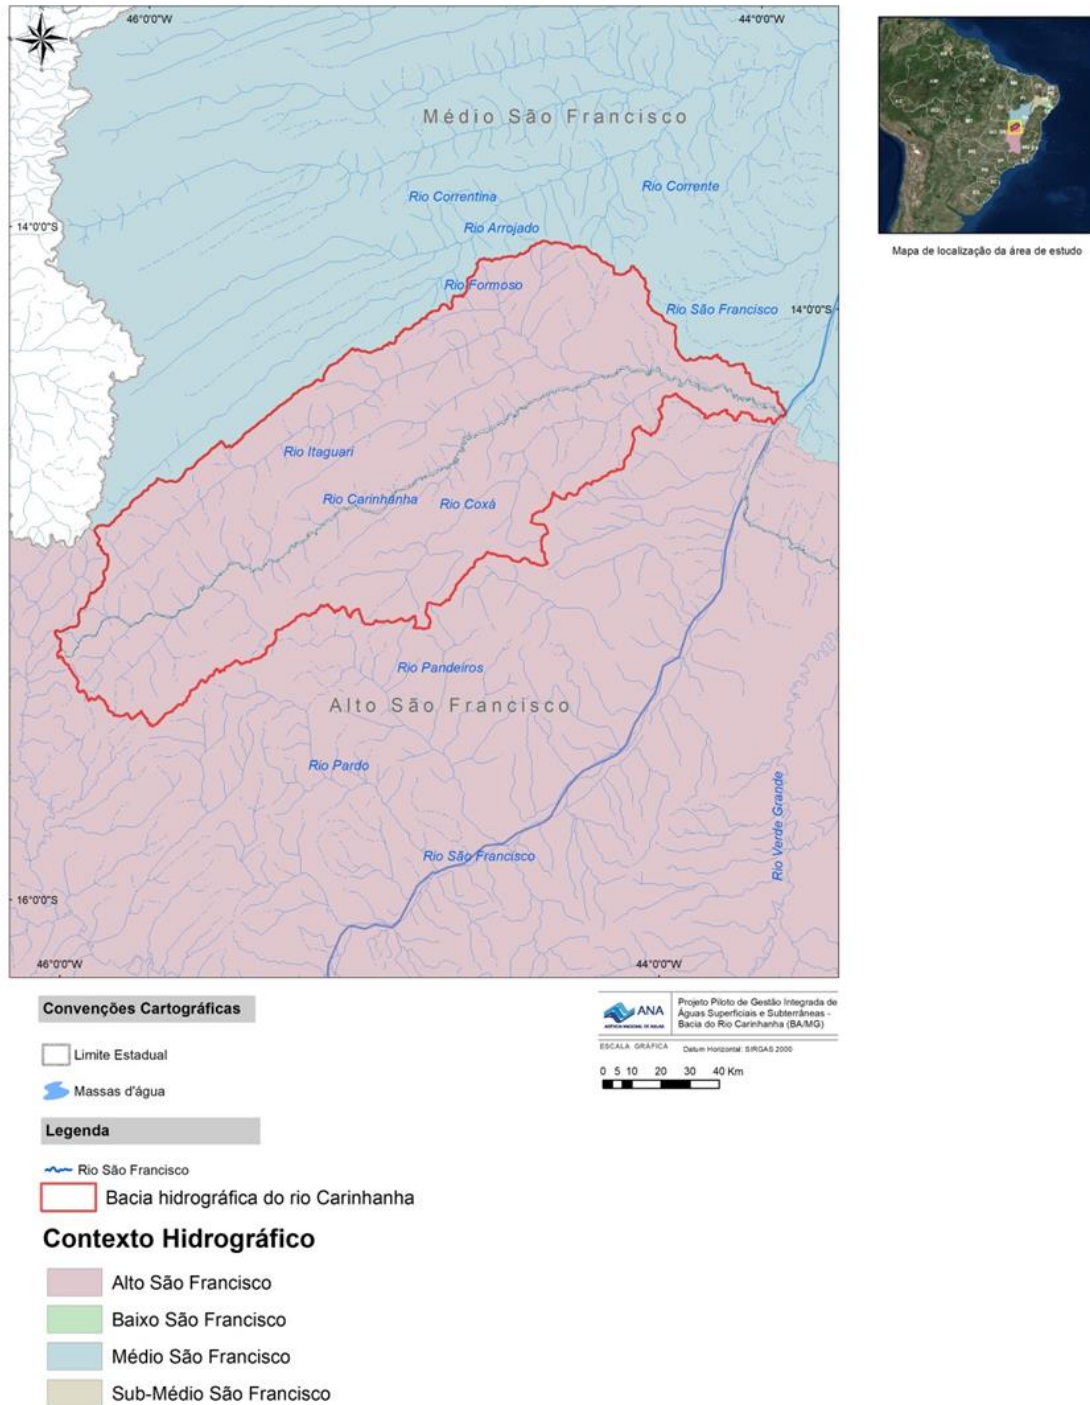 46°0'0"W
44°0'0"W
Médio São Francisco
Rio Corrente
Rio Correntina
14°0'0"S
Rio Arrojado
Rio Formoso
Rio São Francisco
14°0'0"S
Rio Itaguari
Rio Carinhanha
Rio Coxá
Rio Pandeiros
Alto São Francisco
Rio Pardo
Rio Verde Grande
Rio São Francisco
16°0'0"S
46°0'0"W
44°0'0"W
Mapa de localização da área de estudo
Convenções Cartográficas
Limite Estadual
Massas d'água
Legenda
Rio São Francisco
Bacia hidrográfica do rio Carinhanha
Contexto Hidrográfico
Alto São Francisco
Baixo São Francisco
Médio São Francisco
Sub-Médio São Francisco
ANA
AGÊNCIA NACIONAL DE ÁGUAS
Projeto Piloto de Gestão Integrada de
Águas Superficiais e Subterrâneas -
Bacia do Rio Carinhanha (BA/MG)
ESCALA GRÁFICA
Datum Horizontal: SIRGAS 2000
0 5 10 20 30 40 Km